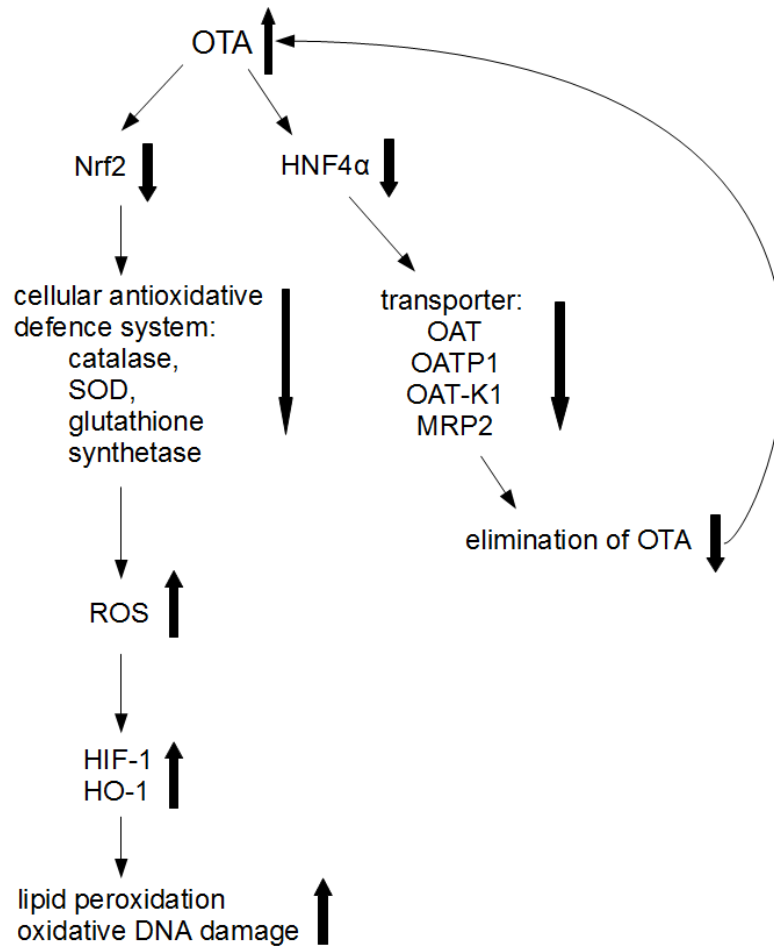 OTA
Nrf2
HNF4α
cellular antioxidative
defence system:
catalase,
SOD,
glutathione
synthetase
transporter:
OAT
OATP1
OAT-K1
MRP2
elimination of OTA
ROS
HIF-1
HO-1
lipid peroxidation
oxidative DNA damage